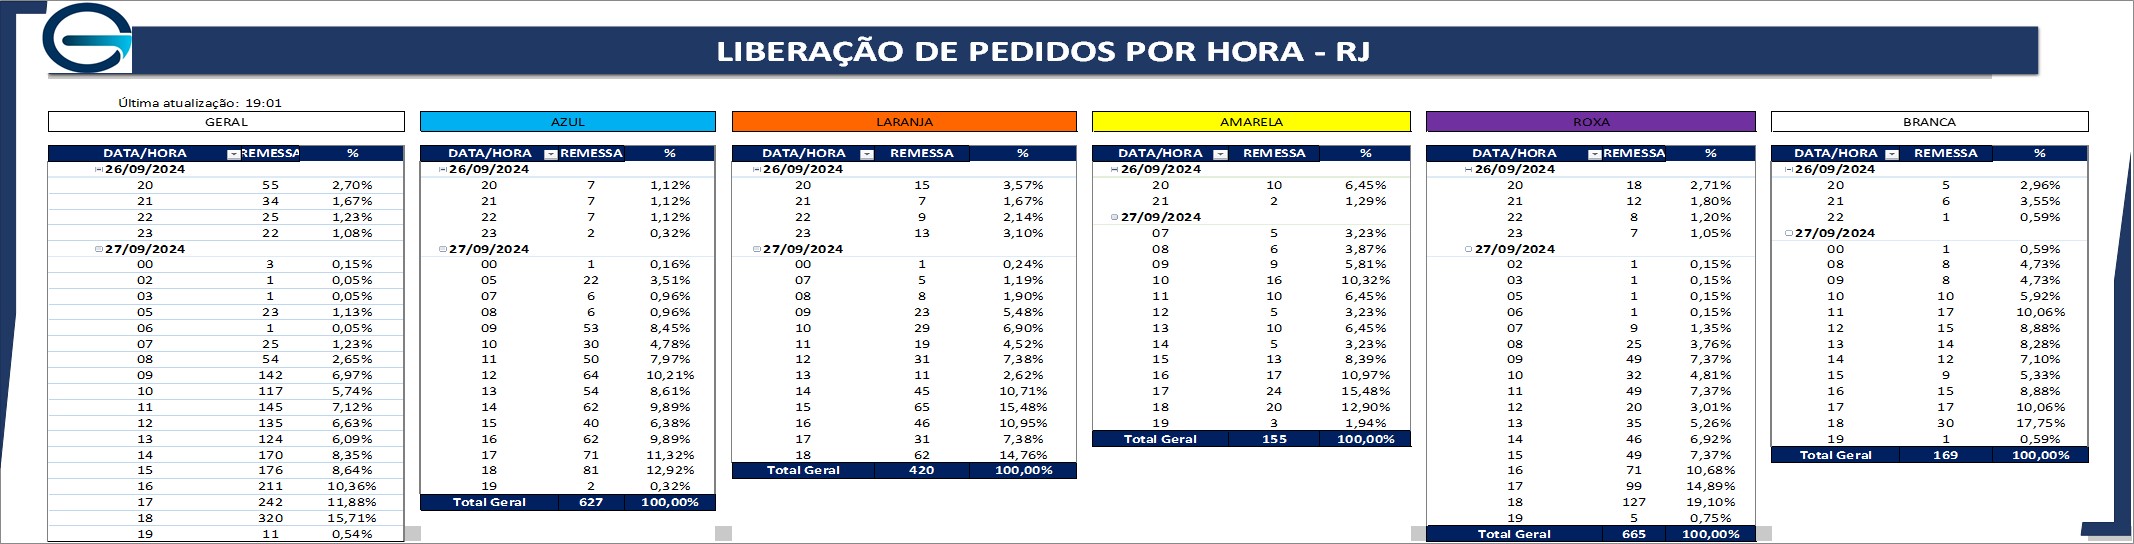 LIBERAÇÃO DE PEDIDOS POR HORA - RJ
Última atualização: 19:01
GERAL
DATA/HORA REMESSA %
26/09/2024
20 55 2,70%
21 34 1,67%
22 25 1,23%
23 22 1,08%
27/09/2024
00 3 0,15%
02 1 0,05%
03 1 0,05%
05 23 1,13%
06 1 0,05%
07 25 1,23%
08 54 2,65%
09 142 6,97%
10 117 5,74%
11 145 7,12%
12 135 6,63%
13 124 6,09%
14 170 8,35%
15 176 8,64%
16 211 10,36%
17 242 11,88%
18 320 15,71%
19 11 0,54%
AZUL
DATA/HORA REMESSA %
26/09/2024
20 7 1,12%
21 7 1,12%
22 7 1,12%
23 2 0,32%
27/09/2024
00 1 0,16%
05 22 3,51%
07 6 0,96%
08 6 0,96%
09 53 8,45%
10 30 4,78%
11 50 7,97%
12 64 10,21%
13 54 8,61%
14 62 9,89%
15 40 6,38%
16 62 9,89%
17 71 11,32%
18 81 12,92%
19 2 0,32%
Total Geral 627 100,00%
LARANJA
DATA/HORA REMESSA %
26/09/2024
20 15 3,57%
21 7 1,67%
22 9 2,14%
23 13 3,10%
27/09/2024
00 1 0,24%
07 5 1,19%
08 8 1,90%
09 23 5,48%
10 29 6,90%
11 19 4,52%
12 31 7,38%
13 11 2,62%
14 45 10,71%
15 65 15,48%
16 46 10,95%
17 31 7,38%
18 62 14,76%
Total Geral 420 100,00%
AMARELA
DATA/HORA REMESSA %
26/09/2024
20 10 6,45%
21 2 1,29%
27/09/2024
07 5 3,23%
08 6 3,87%
09 9 5,81%
10 16 10,32%
11 10 6,45%
12 5 3,23%
13 10 6,45%
14 5 3,23%
15 13 8,39%
16 17 10,97%
17 24 15,48%
18 20 12,90%
19 3 1,94%
Total Geral 155 100,00%
ROXA
DATA/HORA REMESSA %
26/09/2024
20 18 2,71%
21 12 1,80%
22 8 1,20%
23 7 1,05%
27/09/2024
02 1 0,15%
03 1 0,15%
05 1 0,15%
06 1 0,15%
07 9 1,35%
08 25 3,76%
09 49 7,37%
10 32 4,81%
11 49 7,37%
12 20 3,01%
13 35 5,26%
14 46 6,92%
15 49 7,37%
16 71 10,68%
17 99 14,89%
18 127 19,10%
19 5 0,75%
Total Geral 665 100,00%
BRANCA
DATA/HORA REMESSA %
26/09/2024
20 5 2,96%
21 6 3,55%
22 1 0,59%
27/09/2024
00 1 0,59%
08 8 4,73%
09 8 4,73%
10 10 5,92%
11 17 10,06%
12 15 8,88%
13 14 8,28%
14 12 7,10%
15 9 5,33%
16 15 8,88%
17 17 10,06%
18 30 17,75%
19 1 0,59%
Total Geral 169 100,00%